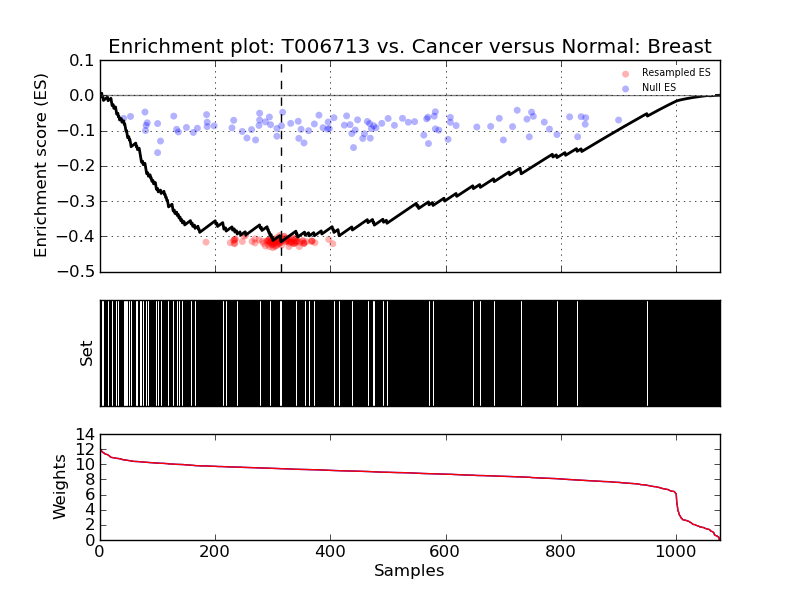 Enrichment plot: T006713 vs. Cancer versus Normal: Breast
Enrichment score (ES)
0.1
0.0
−0.1
−0.2
−0.3
−0.4
−0.5
Resampled ES
Null ES
Set
Weights
14
12
10
8
6
4
2
0
0 200 400 600 800 1000
Samples